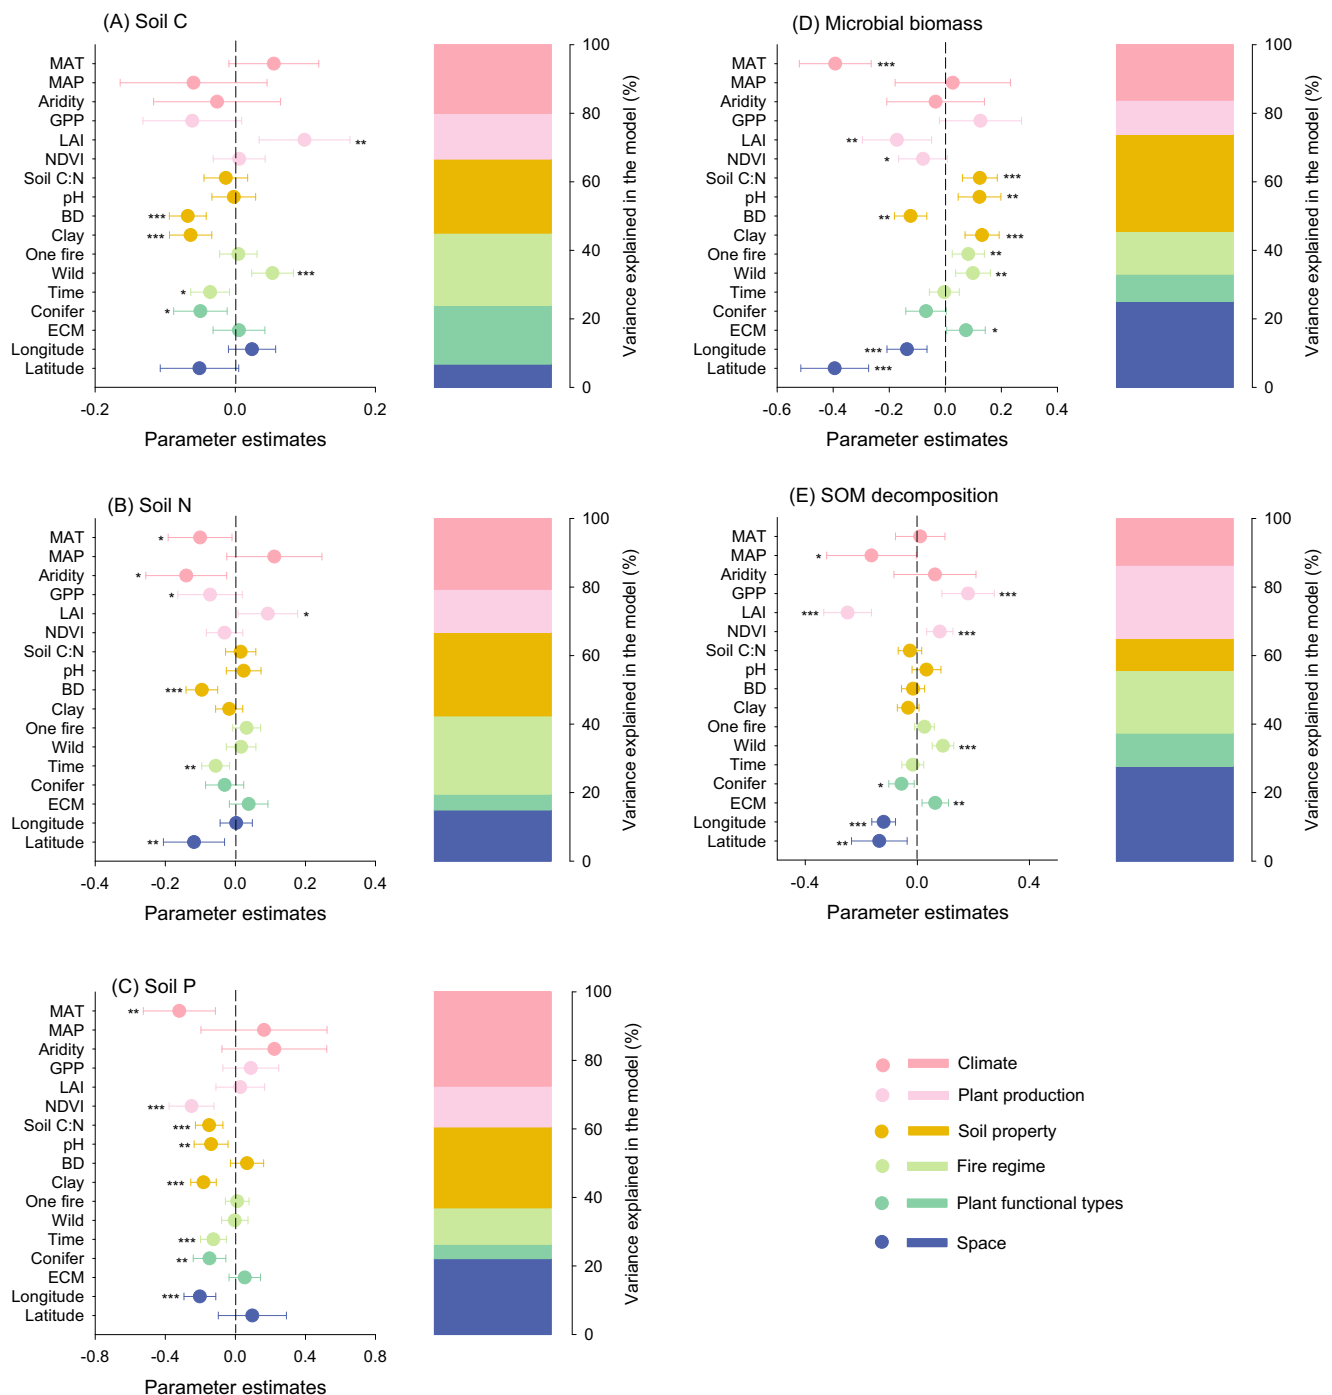 (A) Soil C
MAT
MAP
Aridity
GPP
LAI
**
NDVI
Soil C:N
pH
BD
***
Clay
***
One fire
Wild
***
Time
*
Conifer
*
ECM
Longitude
Latitude
-0.2
0.0
0.2
Parameter estimates
100
80
60
40
20
0
Variance explained in the model (%)
(D) Microbial biomass
MAT
***
MAP
Aridity
GPP
LAI
**
NDVI
*
Soil C:N
***
pH
**
BD
**
Clay
***
One fire
**
Wild
**
Time
Conifer
ECM
*
Longitude
***
Latitude
***
-0.6
-0.4
-0.2
0.0
0.2
0.4
Parameter estimates
100
80
60
40
20
0
Variance explained in the model (%)
(B) Soil N
MAT
*
MAP
Aridity
*
GPP
*
LAI
*
NDVI
Soil C:N
pH
BD
***
Clay
One fire
Wild
Time
**
Conifer
ECM
Longitude
Latitude
**
-0.4
-0.2
0.0
0.2
0.4
Parameter estimates
100
80
60
40
20
0
Variance explained in the model (%)
(E) SOM decomposition
MAT
MAP
*
Aridity
GPP
***
LAI
***
NDVI
***
Soil C:N
pH
BD
Clay
One fire
Wild
***
Time
Conifer
*
ECM
**
Longitude
***
Latitude
**
-0.4
0.0
0.4
Parameter estimates
100
80
60
40
20
0
Variance explained in the model (%)
(C) Soil P
MAT
**
MAP
Aridity
GPP
LAI
NDVI
***
Soil C:N
***
pH
**
BD
Clay
***
One fire
Wild
Time
***
Conifer
**
ECM
Longitude
***
Latitude
-0.8
-0.4
0.0
0.4
0.8
Parameter estimates
100
80
60
40
20
0
Variance explained in the model (%)
Climate
Plant production
Soil property
Fire regime
Plant functional types
Space